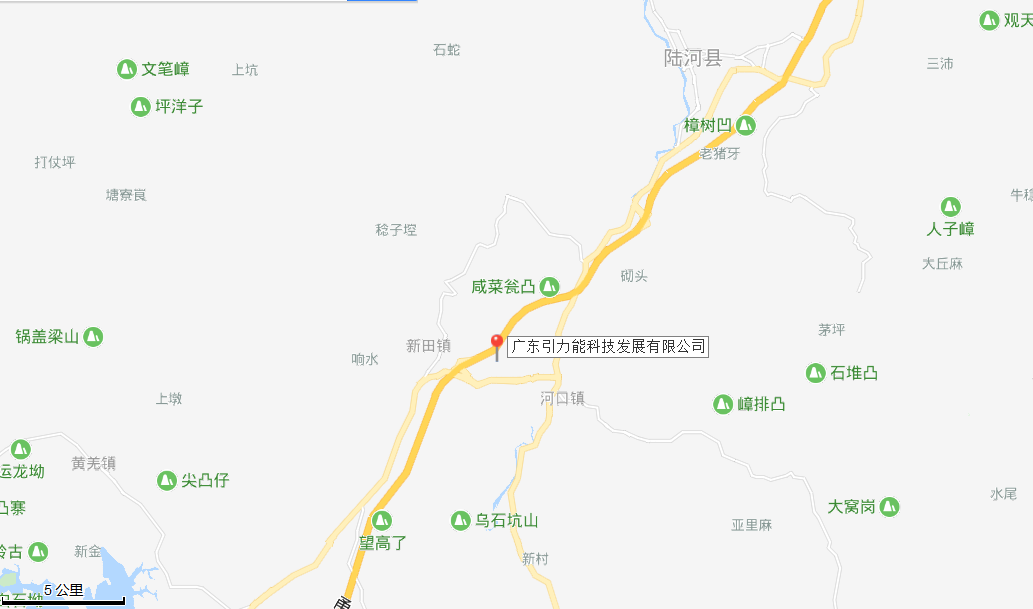 观天
石蛇
陆河县
三沛
文笔嶂
上坑
坪洋子
樟树凹
老猪牙
打仗坪
塘寮崀
牛稔
稔子埪
人子嶂
大丘麻
砌头
咸菜瓮凸
茅坪
锅盖梁山
新田镇
广东引力能科技发展有限公司
响水
石堆凸
上墩
河口镇
嶂排凸
运龙坳
黄羌镇
尖凸仔
水尾
凸寨
大窝岗
乌石坑山
亚里麻
望高了
新金
新村
5 公里